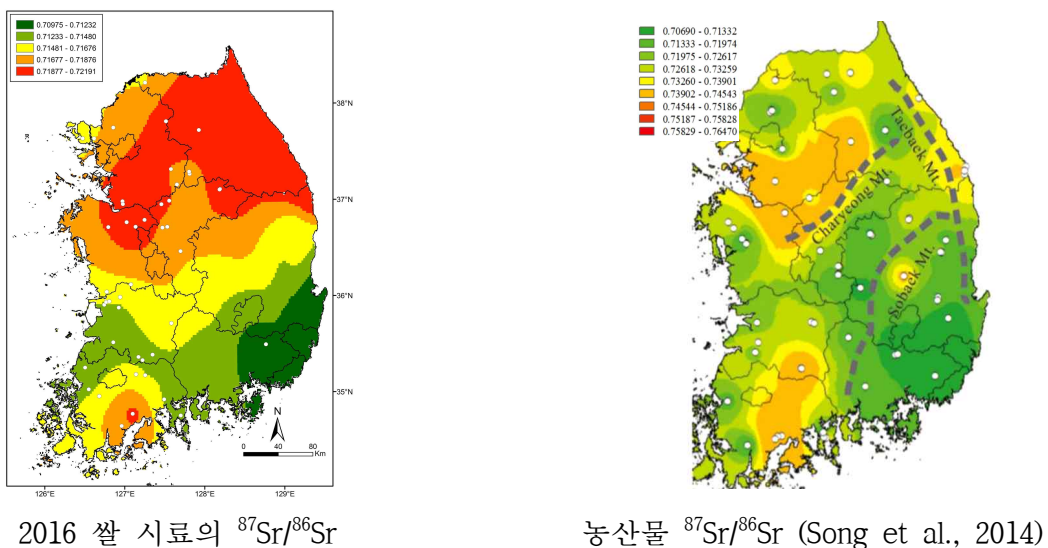 0.70975 - 0.71232
0.71233 - 0.71480
0.71481 - 0.71676
0.71677 - 0.71876
0.71877 - 0.72191
38°N
37°N
36°N
35°N
N
0 40 80
Km
126°E 127°E 128°E 129°E
2016 쌀 시료의 ⁸⁷Sr/⁸⁶Sr
0.70690 - 0.71332
0.71333 - 0.71974
0.71975 - 0.72617
0.72618 - 0.73259
0.73260 - 0.73901
0.73902 - 0.74543
0.74544 - 0.75186
0.75187 - 0.75828
0.75829 - 0.76470
Taebaek Mt.
Charyeong Mt.
Sobaek Mt.
농산물 ⁸⁷Sr/⁸⁶Sr (Song et al., 2014)